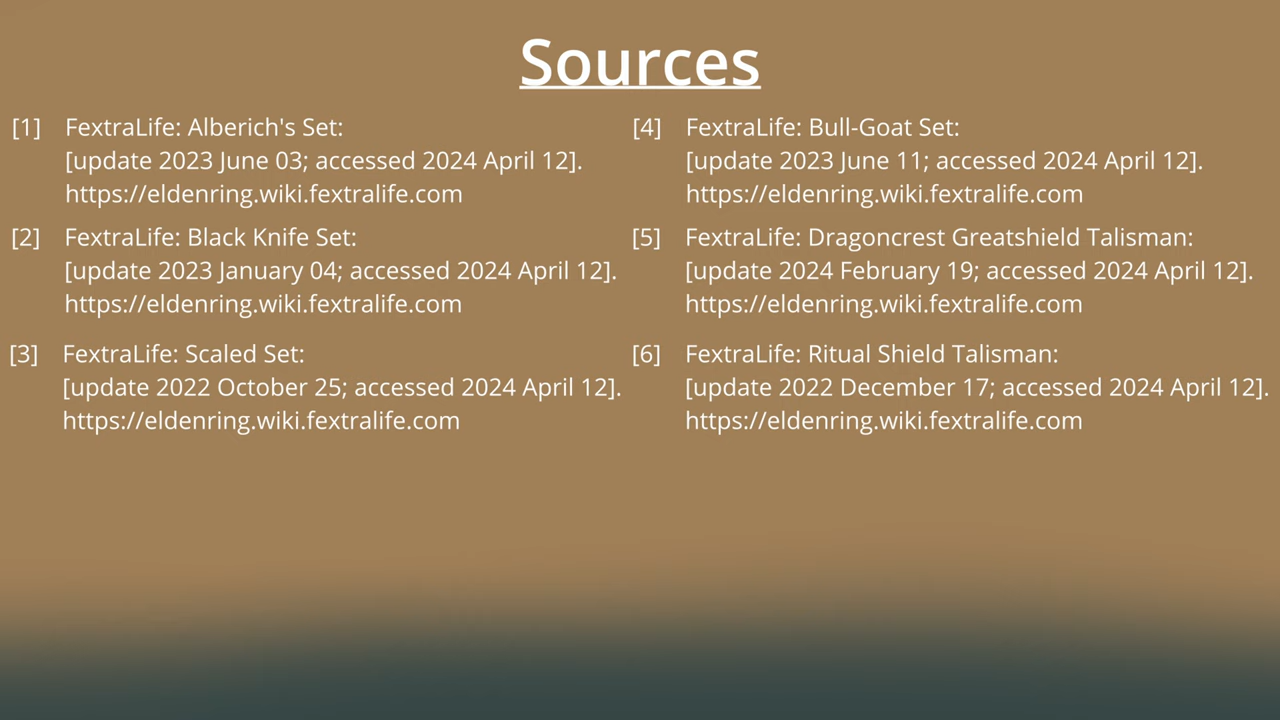 Sources
[1] FextraLife: Alberich's Set:
[update 2023 June 03; accessed 2024 April 12].
https://eldenring.wiki.fextralife.com
[2] FextraLife: Black Knife Set:
[update 2023 January 04; accessed 2024 April 12].
https://eldenring.wiki.fextralife.com
[3] FextraLife: Scaled Set:
[update 2022 October 25; accessed 2024 April 12].
https://eldenring.wiki.fextralife.com
[4] FextraLife: Bull-Goat Set:
[update 2023 June 11; accessed 2024 April 12].
https://eldenring.wiki.fextralife.com
[5] FextraLife: Dragoncrest Greatshield Talisman:
[update 2024 February 19; accessed 2024 April 12].
https://eldenring.wiki.fextralife.com
[6] FextraLife: Ritual Shield Talisman:
[update 2022 December 17; accessed 2024 April 12].
https://eldenring.wiki.fextralife.com